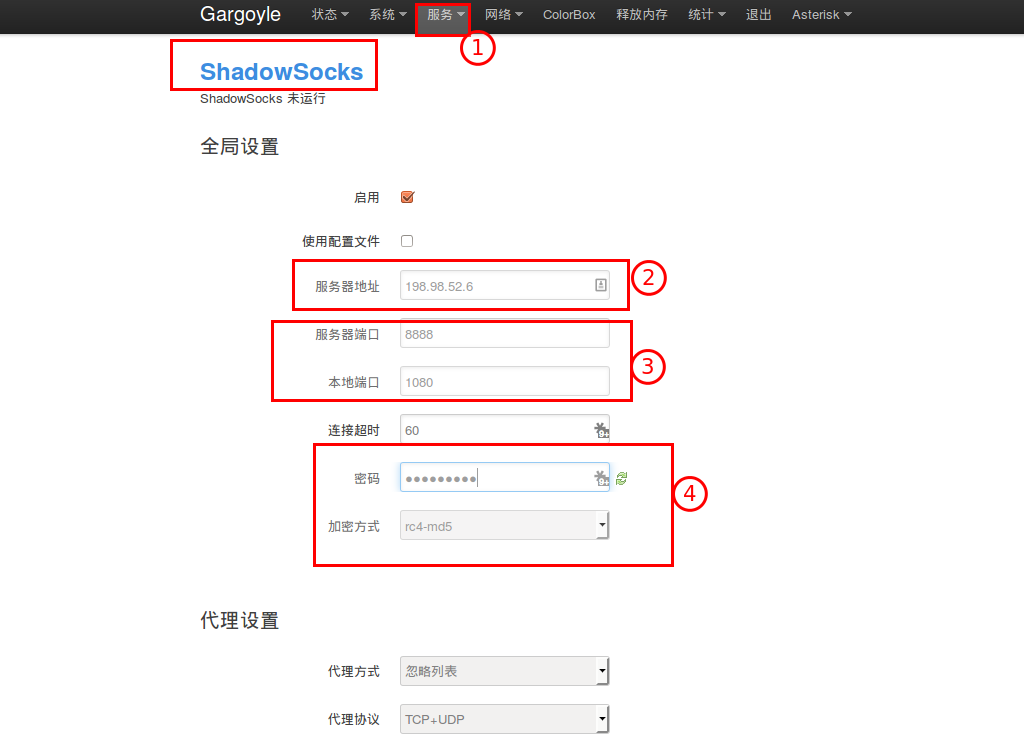 Gargoyle 状态 系统 服务 网络 ColorBox 释放内存 统计 退出 Asterisk
1
ShadowSocks
ShadowSocks 未运行
全局设置
启用
使用配置文件
服务器地址 198.98.52.6 2
服务器端口 8888
3
本地端口 1080
连接超时 60
密码 ●●●●●●●●●
4
加密方式 rc4-md5
代理设置
代理方式 忽略列表
代理协议 TCP+UDP